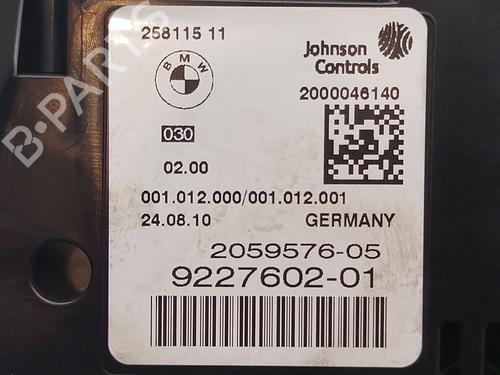 258115 11
BMW
Johnson
Controls
2000046140
030
02.00
001.012.000/001.012.001
24.08.10 GERMANY
2059576-05
9227602-01
B-PARTS